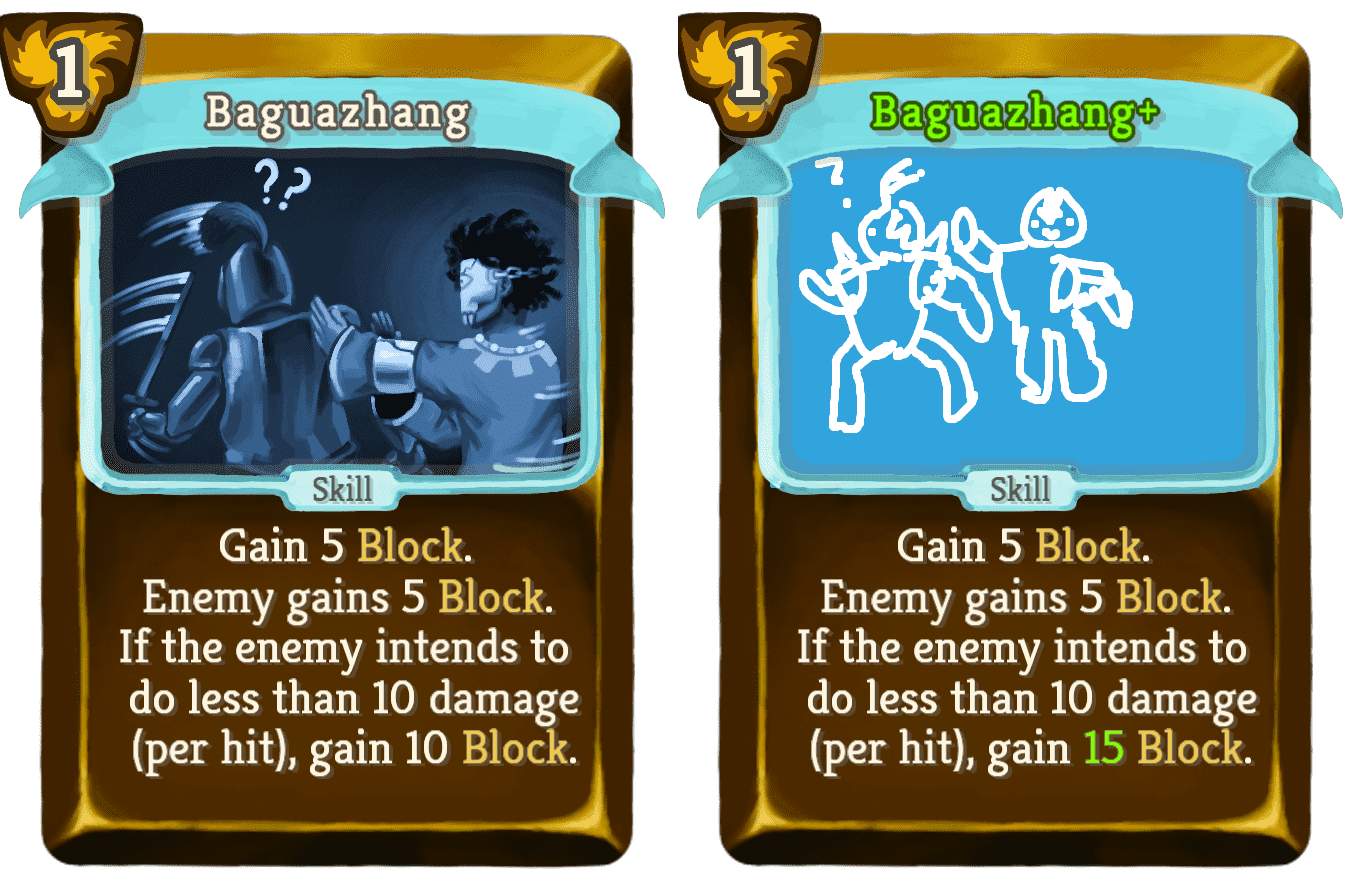 1
Baguazhang
??
Skill
Gain 5 Block.
Enemy gains 5 Block.
If the enemy intends to
do less than 10 damage
(per hit), gain 10 Block.
1
Baguazhang+
?
Skill
Gain 5 Block.
Enemy gains 5 Block.
If the enemy intends to
do less than 10 damage
(per hit), gain 15 Block.